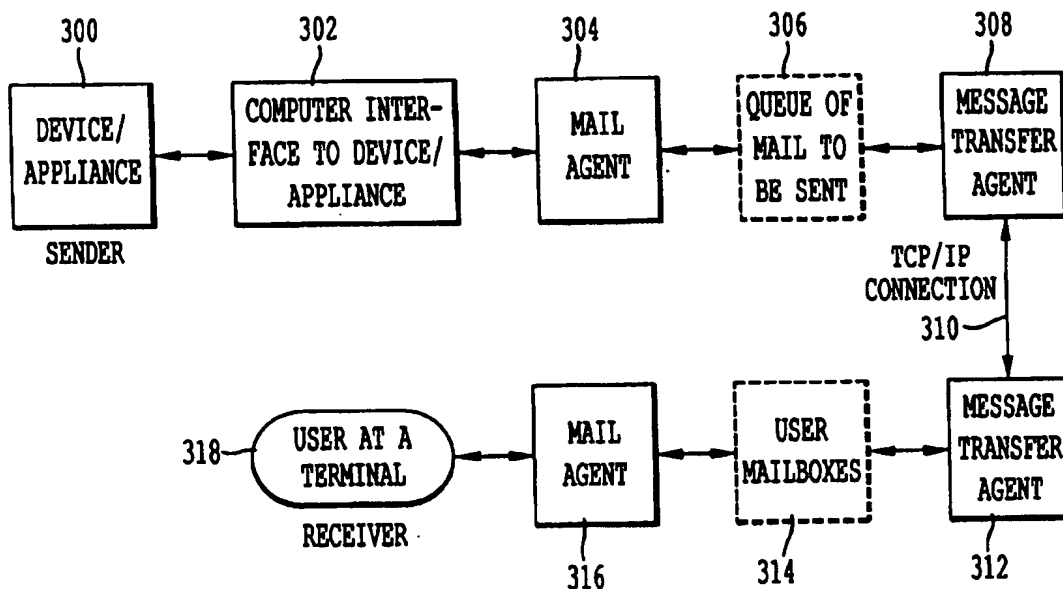 300
302
304
306
308
DEVICE/
APPLIANCE
COMPUTER INTER-
FACE TO DEVICE/
APPLIANCE
MAIL
AGENT
QUEUE OF
MAIL TO
BE SENT
MESSAGE
TRANSFER
AGENT
SENDER
TCP/IP
CONNECTION
310
318
USER AT A
TERMINAL
MAIL
AGENT
USER
MAILBOXES
MESSAGE
TRANSFER
AGENT
RECEIVER
316
314
312